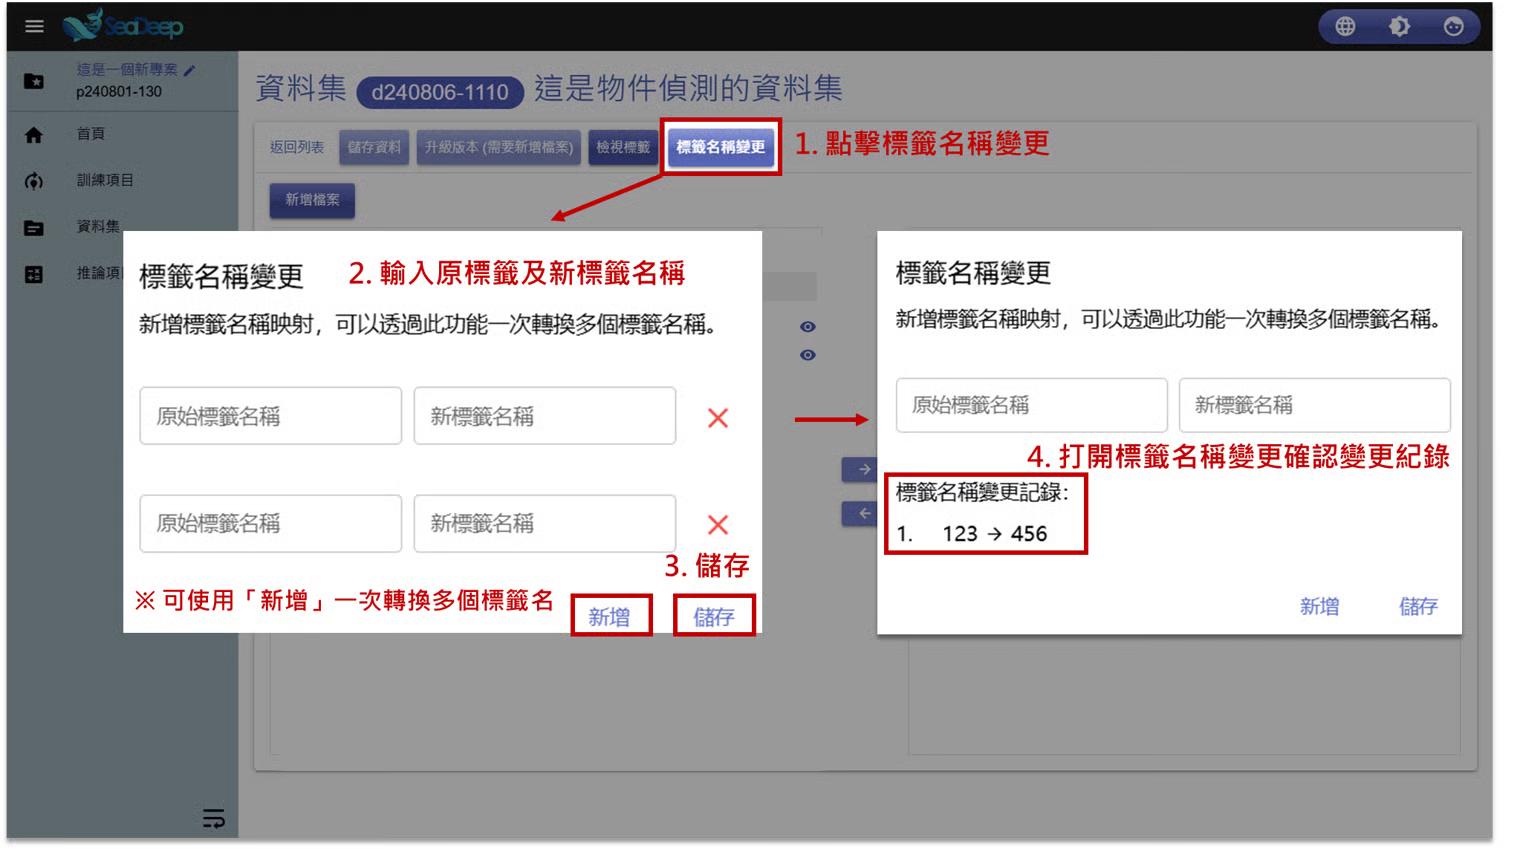 SeaDeep
這是一個新專案
p240801-130
首頁
訓練項目
資料集
推論項
資料集 d240806-1110 這是物件偵測的資料集
返回列表 儲存資料 升級版本 (需要新增檔案) 檢視標籤 標籤名稱變更 1. 點擊標籤名稱變更
新增檔案
標籤名稱變更 2. 輸入原標籤及新標籤名稱
新增標籤名稱映射，可以透過此功能一次轉換多個標籤名稱。
原始標籤名稱 新標籤名稱
原始標籤名稱 新標籤名稱
3. 儲存
※ 可使用「新增」一次轉換多個標籤名
新增 儲存
標籤名稱變更
新增標籤名稱映射，可以透過此功能一次轉換多個標籤名稱。
原始標籤名稱 新標籤名稱
4. 打開標籤名稱變更確認變更紀錄
標籤名稱變更記錄：
1. 123 → 456
新增 儲存